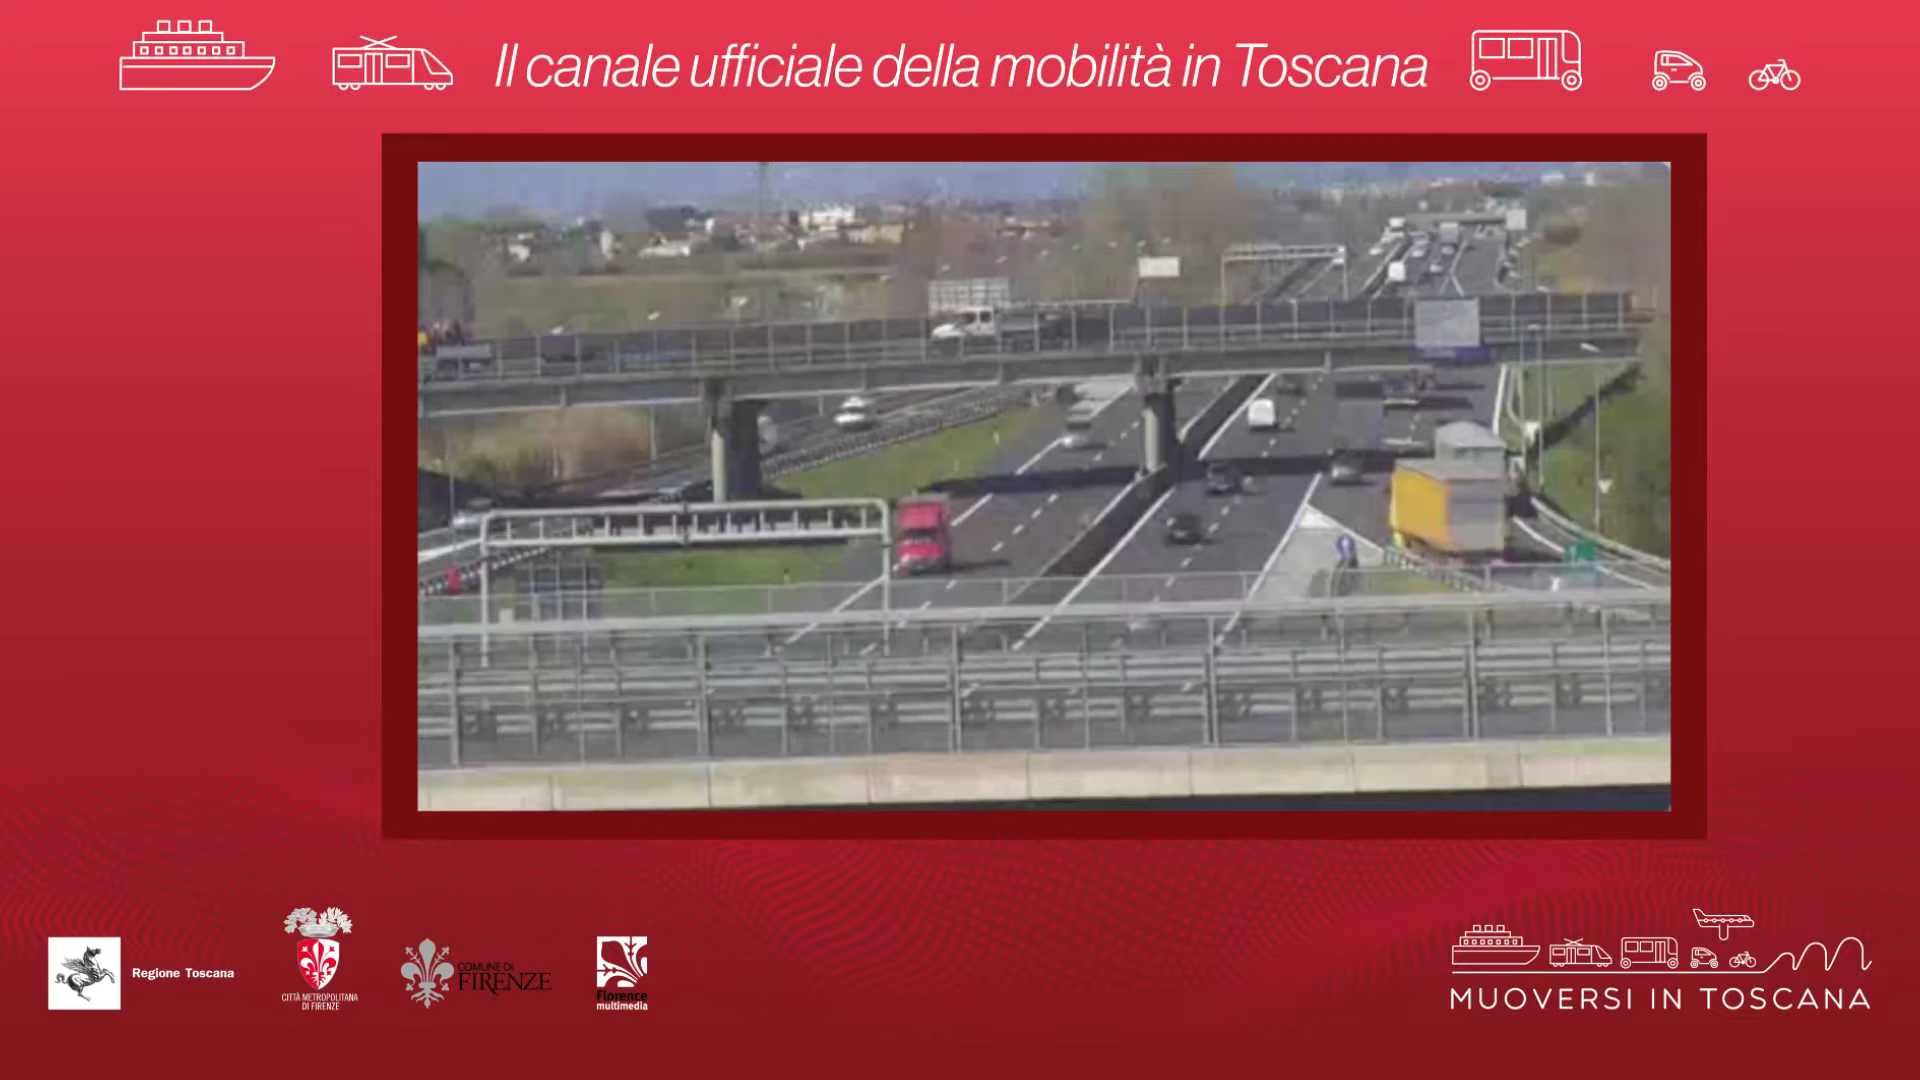 Il canale ufficiale della mobilità in Toscana
Regione Toscana
CITTÀ METROPOLITANA
DI FIRENZE
COMUNE DI
FIRENZE
Florence
multimedia
MUOVERSI IN TOSCANA